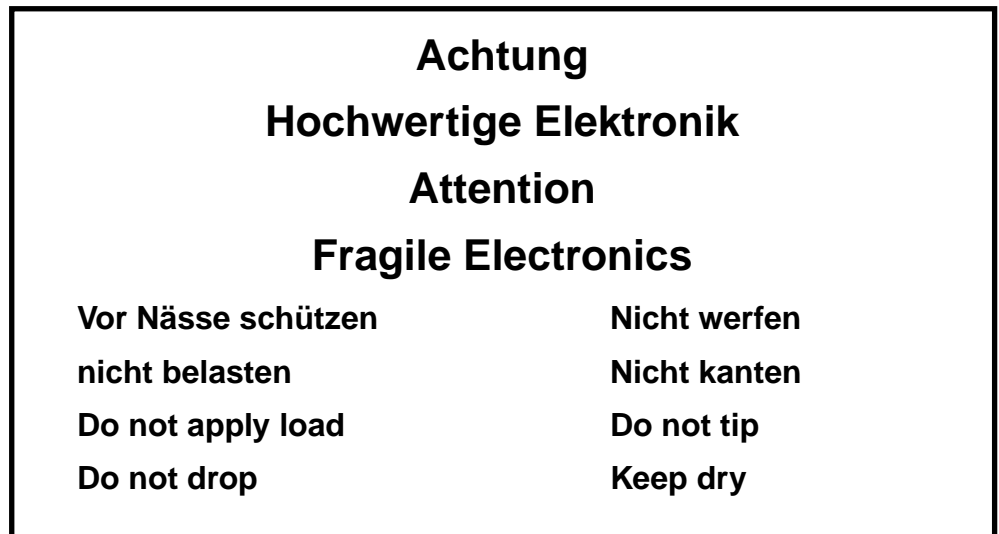 Achtung
Hochwertige Elektronik
Attention
Fragile Electronics
Vor Nässe schützen
Nicht werfen
nicht belasten
Nicht kanten
Do not apply load
Do not tip
Do not drop
Keep dry